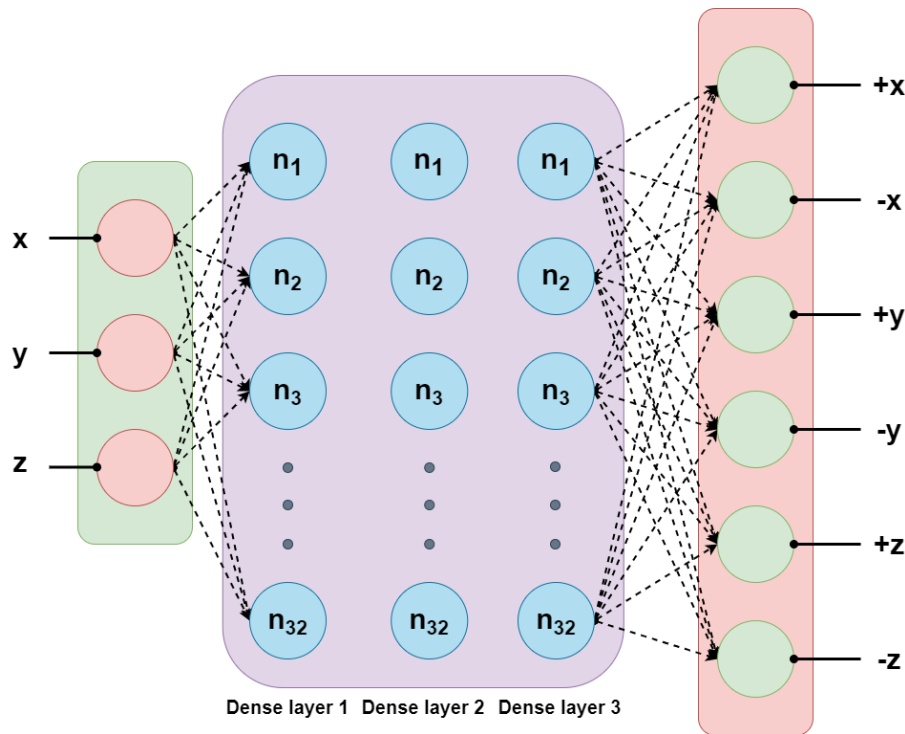 x
y
z
n1 n1 n1
n2 n2 n2
n3 n3 n3
n32 n32 n32
Dense layer 1 Dense layer 2 Dense layer 3
+x
-x
+y
-y
+z
-z